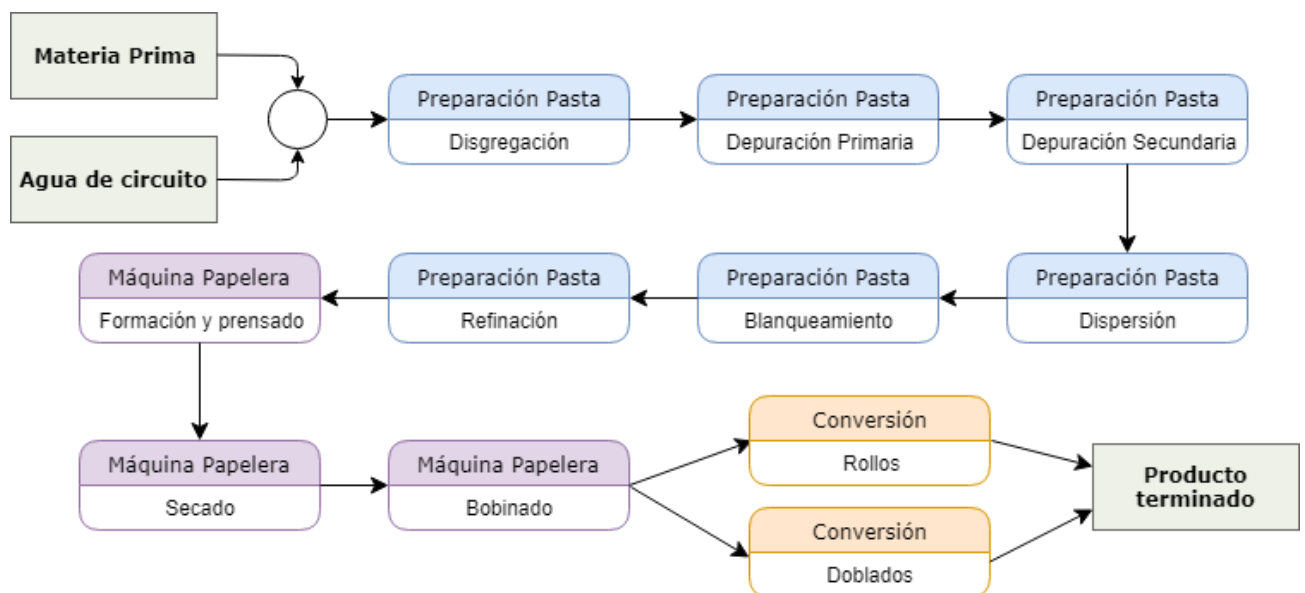 Materia Prima
Agua de circuito
Preparación Pasta
Disgregación
Preparación Pasta
Depuración Primaria
Preparación Pasta
Depuración Secundaria
Preparación Pasta
Dispersión
Preparación Pasta
Blanqueamiento
Preparación Pasta
Refinación
Máquina Papelera
Formación y prensado
Máquina Papelera
Secado
Máquina Papelera
Bobinado
Conversión
Rollos
Conversión
Doblados
Producto
terminado